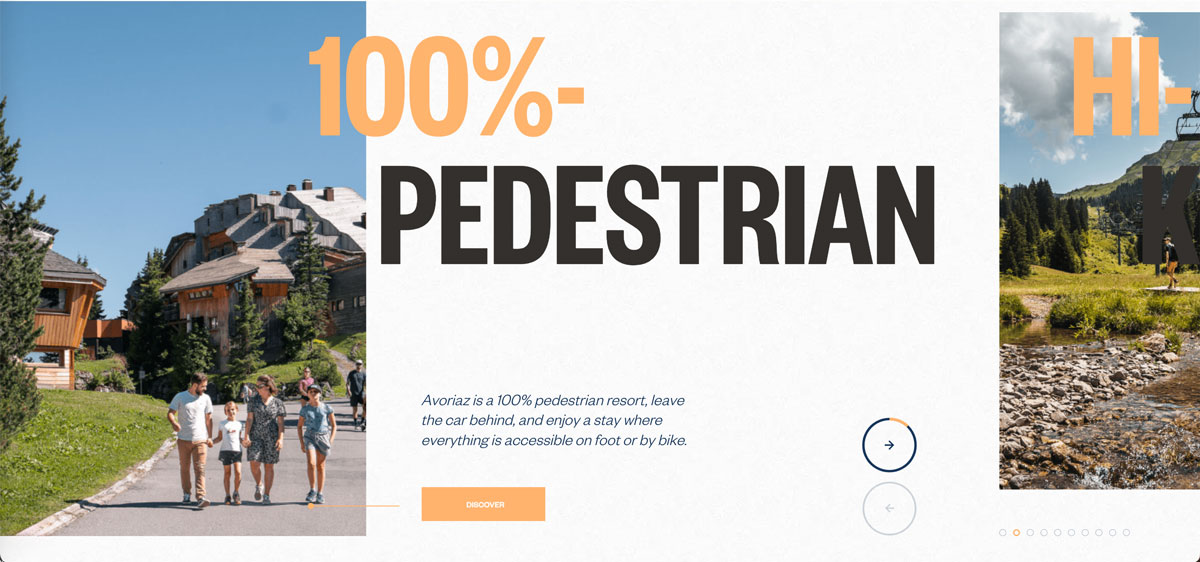 100%-
PEDESTRIAN
Avoriaz is a 100% pedestrian resort, leave
the car behind, and enjoy a stay where
everything is accessible on foot or by bike.
DISCOVER
HI-
K